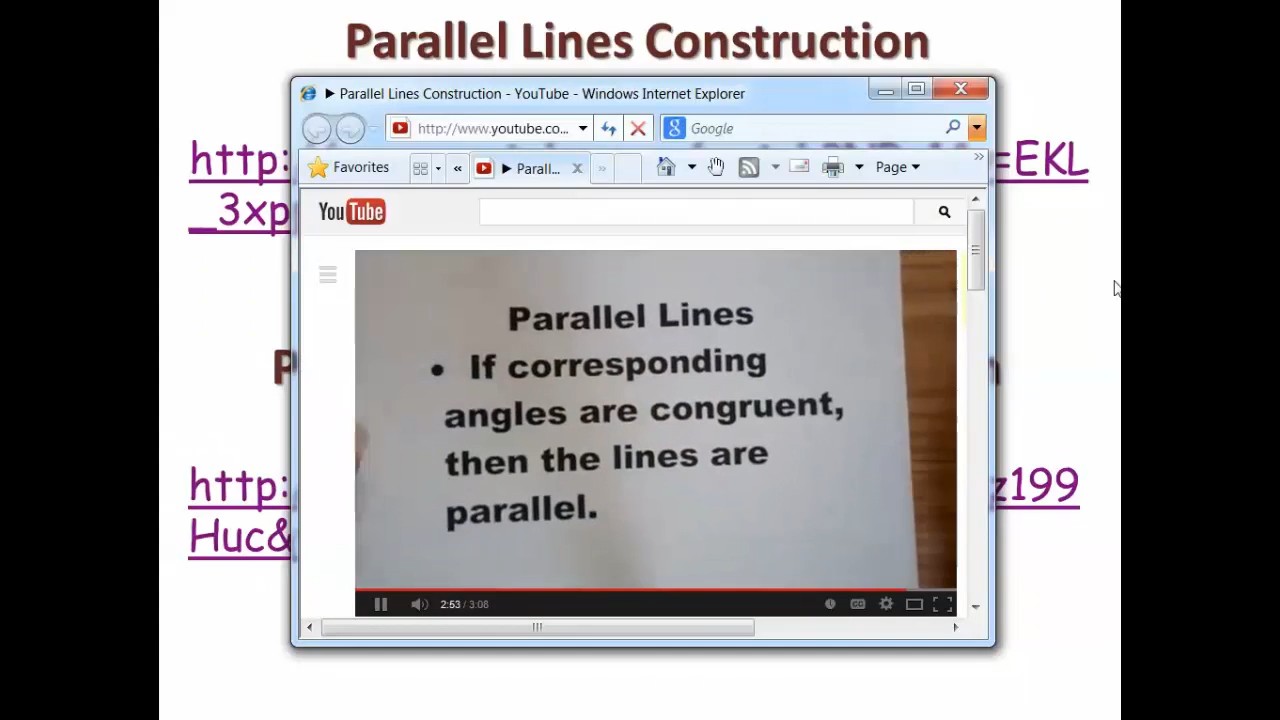 Parallel Lines Construction
► Parallel Lines Construction - YouTube - Windows Internet Explorer
http://www.youtube.co...
Google
http:
=EKL
_3xp
Favorites
«
► Parall...
x
»
Page
»
YouTube
Parallel Lines
• If corresponding
angles are congruent,
then the lines are
parallel.
P
http:
z199
Huc&
2:53 / 3:08
CC